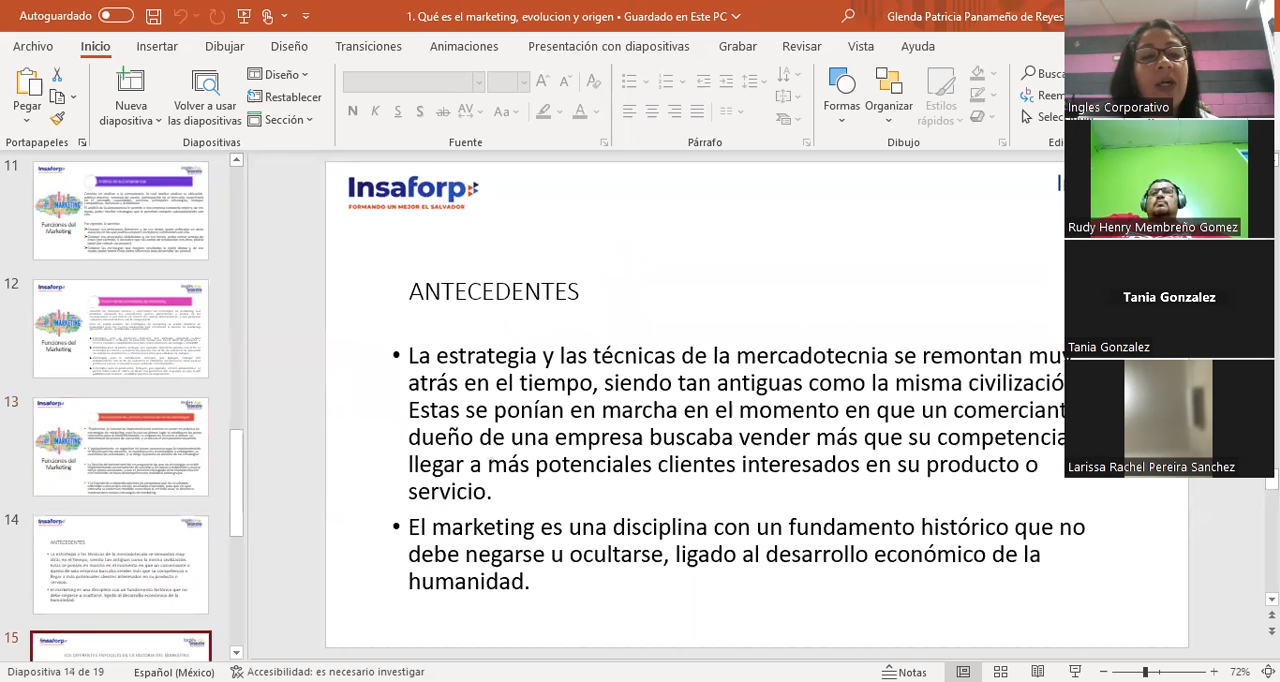 Autoguardado
1. Qué es el marketing, evolucion y origen • Guardado en Este PC
Glenda Patricia Panameño de Reyes
Archivo
Inicio
Insertar
Dibujar
Diseño
Transiciones
Animaciones
Presentación con diapositivas
Grabar
Revisar
Vista
Ayuda
Pegar
Nueva
diapositiva
Volver a usar
las diapositivas
Diseño
Restablecer
Sección
Formas
Organizar
Estilos
rápidos
Portapapeles
Diapositivas
Fuente
Párrafo
Dibujo
Ingles Corporativo
Rudy Henry Membreño Gomez
Tania Gonzalez
Tania Gonzalez
Larissa Rachel Pereira Sanchez
11
Funciones del
Marketing
12
Funciones del
Marketing
13
Funciones del
Marketing
14
ANTECEDENTES
15
Insaforp
FORMANDO UN MEJOR EL SALVADOR
ANTECEDENTES
• La estrategia y las técnicas de la mercadotecnia se remontan mu
atrás en el tiempo, siendo tan antiguas como la misma civilizació
Estas se ponían en marcha en el momento en que un comerciant
dueño de una empresa buscaba vender más que su competencia
llegar a más potenciales clientes interesados en su producto o
servicio.
• El marketing es una disciplina con un fundamento histórico que no
debe negarse u ocultarse, ligado al desarrollo económico de la
humanidad.
Diapositiva 14 de 19
Español (México)
Accesibilidad: es necesario investigar
Notas
72%